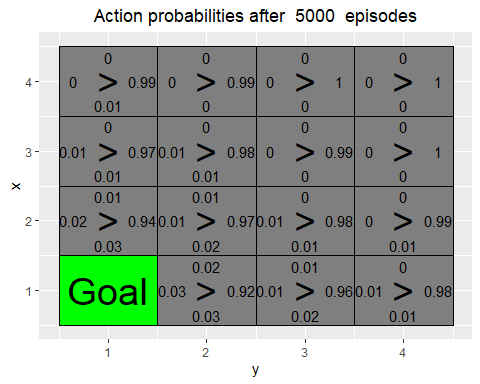 Action probabilities after 5000 episodes
0 0 0 0
4 0 > 0.99 0 > 0.99 0 > 1 0 > 1
0.01 0 0 0
0 0 0 0
3 0.01 > 0.97 0.01 > 0.98 0 > 0.99 0 > 1
0.01 0.01 0 0
0.01 0.01 0 0
2 0.02 > 0.94 0.01 > 0.97 0.01 > 0.98 0 > 0.99
0.03 0.02 0.01 0.01
0.02 0.01 0
1 Goal 0.03 > 0.92 0.01 > 0.96 0.01 > 0.98
0.03 0.02 0.01
1 2 3 4
y
x